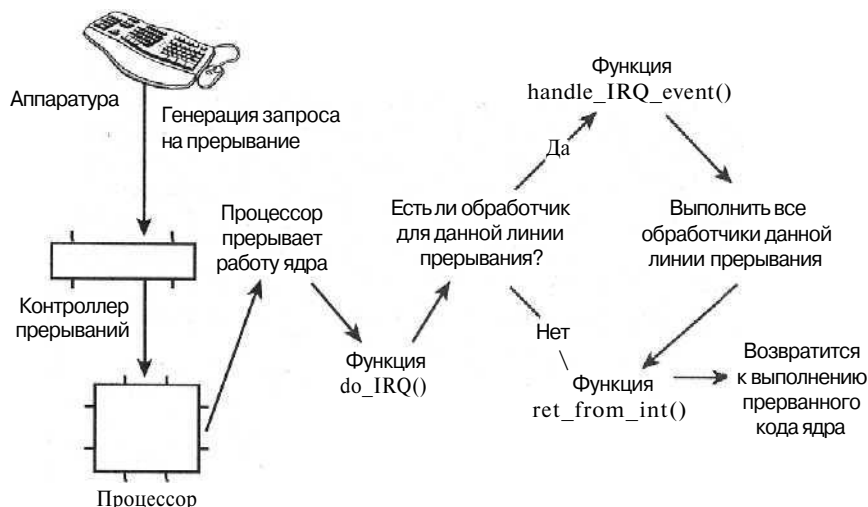 Аппаратура
Генерация запроса
на прерывание
Контроллер
прерываний
Процессор
Процессор
прерывает
работу ядра
Функция
do_IRQ()
Есть ли обработчик
для данной линии
прерывания?
Да
Функция
handle_IRQ_event()
Выполнить все
обработчики данной
линии прерывания
Нет
Функция
ret_from_int()
Возвратится
к выполнению
прерванного
кода ядра